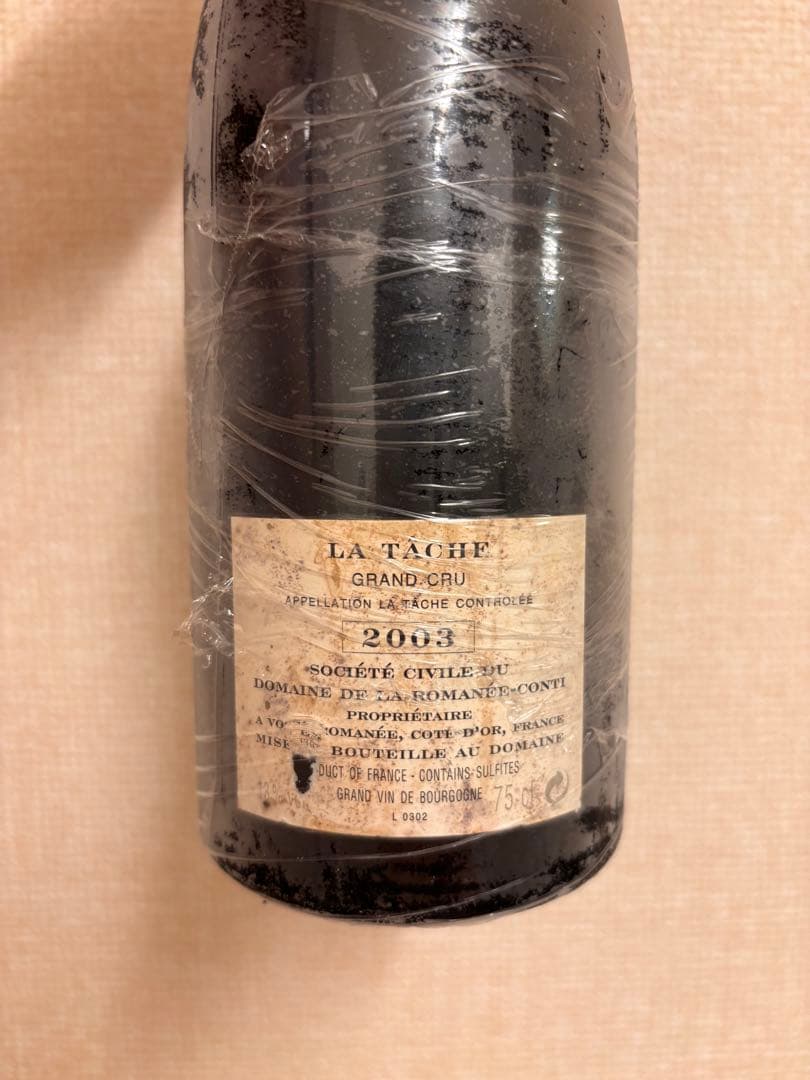 LA TÂCHE
GRAND CRU
APPELLATION LA TÂCHE CONTROLÉE
2003
SOCIÉTÉ CIVILE DU
DOMAINE DE LA ROMANÉE-CONTI
PROPRIÉTAIRE
A VO ROMANÉE, COTE-D'OR, FRANCE
MISE BOUTEILLE AU DOMAINE
DUCT OF FRANCE - CONTAINS SULFITES
GRAND VIN DE BOURGOGNE 75 cl
L 0302